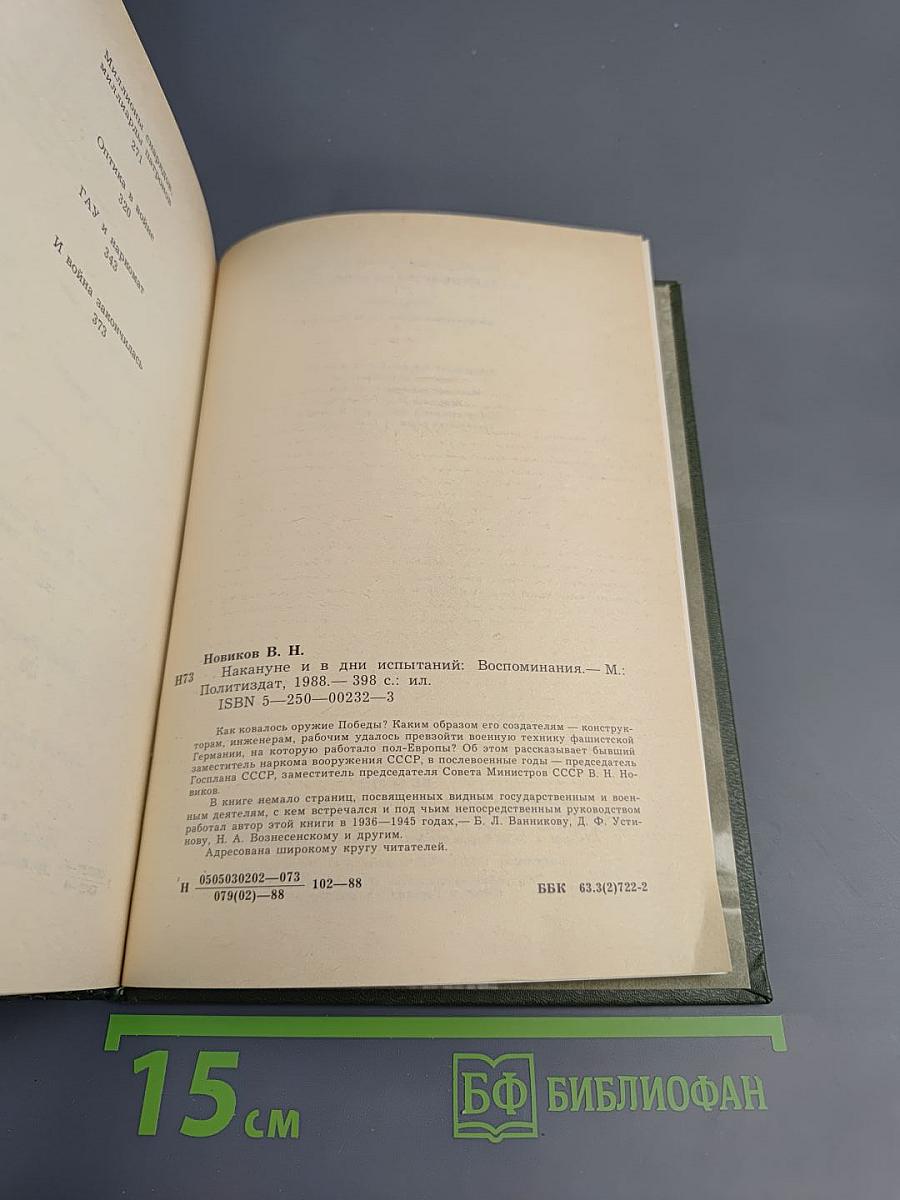 Миллионы снарядов,
миллиарды патронов
271
Оптика в войне
320
ГАУ и наркомат
343
И война закончилась
373
Новиков В. Н.
Н73 Накануне и в дни испытаний: Воспоминания.— М.:
Политиздат, 1988.— 398 с.: ил.
ISBN 5—250—00232—3
Как ковалось оружие Победы? Каким образом его создателям — конструк-
торам, инженерам, рабочим удалось превзойти военную технику фашистской
Германии, на которую работало пол-Европы? Об этом рассказывает бывший
заместитель наркома вооружения СССР, в послевоенные годы — председатель
Госплана СССР, заместитель председателя Совета Министров СССР В. Н. Но-
виков.
В книге немало страниц, посвященных видным государственным и воен-
ным деятелям, с кем встречался и под чьим непосредственным руководством
работал автор этой книги в 1936—1945 годах,— Б. Л. Ванникову, Д. Ф. Усти-
нову, Н. А. Вознесенскому и другим.
Адресована широкому кругу читателей.
Н 0505030202—073 102—88 ББК 63.3(2)722-2
079(02)—88
15 см
БФ БИБЛИОФАН